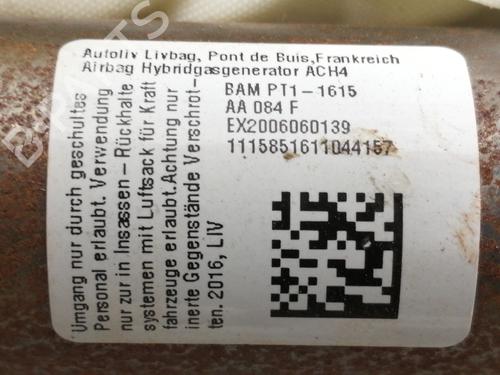 Autoliv Livbag, Pont de Buis,Frankreich
Airbag Hybridgasgenerator ACH4
BAM PT1-1615
AA 084 F
EX2006060139
1115851611044157
Umgang nur durch geschultes
Personal erlaubt. Verwendung
nur zur in Insassen-Rückhalte
systemen mit Luftsack für Kraft
fahrzeuge erlaubt.Achtung nur
inerte Gegenstände Verschrot-
ten. 2016, LIV